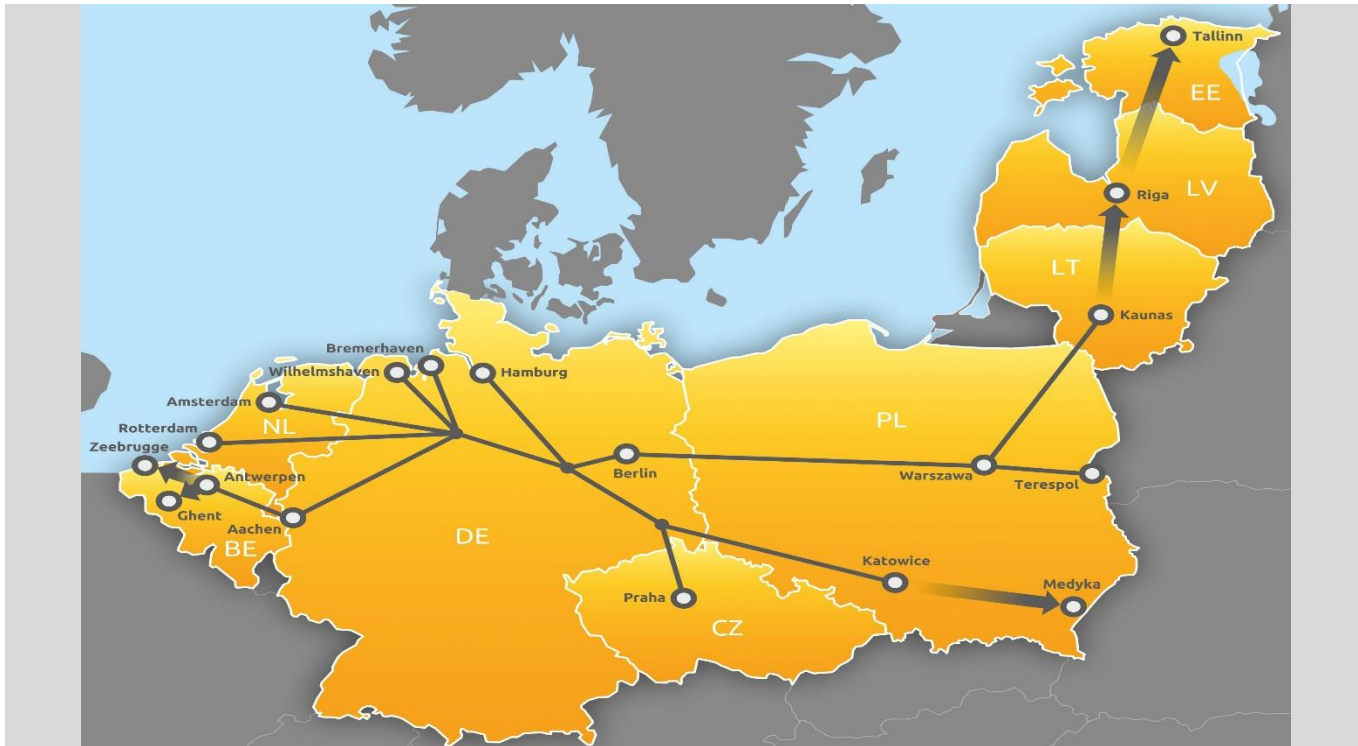 Tallinn
EE
Riga
LV
LT
Kaunas
Bremerhaven
Wilhelmshaven
Hamburg
Amsterdam
NL
PL
Rotterdam
Zeebrugge
Berlin
Warszawa
Terespol
Antwerpen
Ghent
Aachen
DE
BE
Katowice
Medyka
Praha
CZ